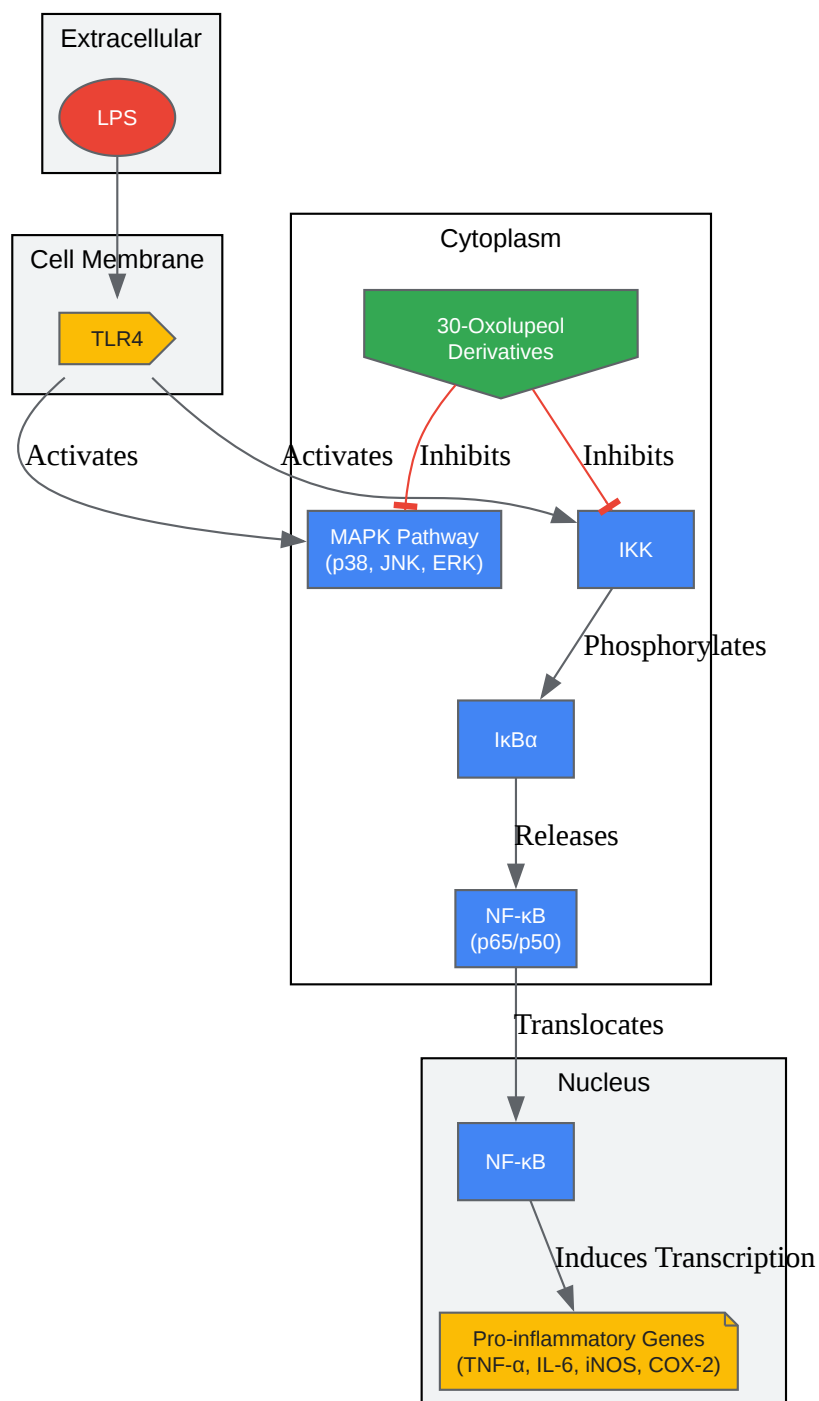 Extracellular
LPS
Cell Membrane
TLR4
Cytoplasm
30-Oxolupeol
Derivatives
Activates
Activates
Inhibits
Inhibits
MAPK Pathway
(p38, JNK, ERK)
IKK
Phosphorylates
IκBα
Releases
NF-κB
(p65/p50)
Translocates
Nucleus
NF-κB
Induces Transcription
Pro-inflammatory Genes
(TNF-α, IL-6, iNOS, COX-2)